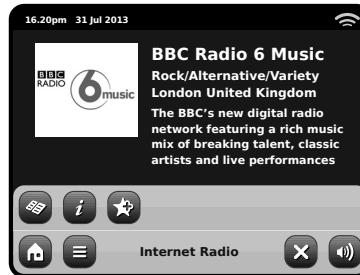 16.20pm 31 Jul 2013
BBC Radio 6 Music
Rock/Alternative/Variety
London United Kingdom
The BBC's new digital radio
network featuring a rich music
mix of breaking talent, classic
artists and live performances
BBC
RADIO
6
music
i
Internet Radio